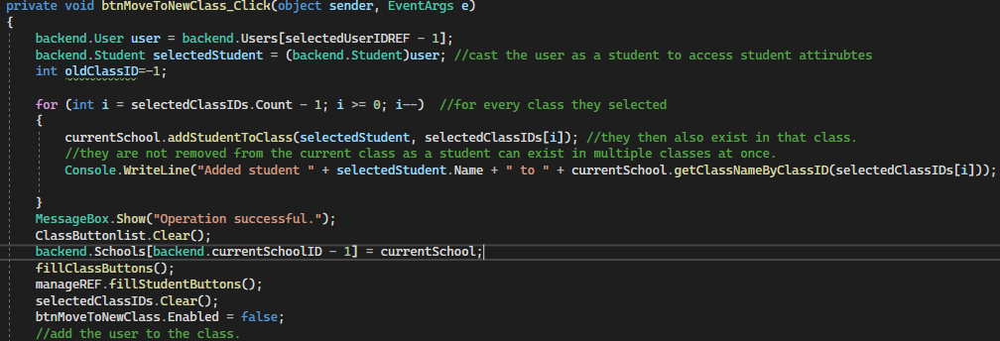 private void btnMoveToNewClass_Click(object sender, EventArgs e)
{
backend.User user = backend.Users[selectedUserIDREF - 1];
backend.Student selectedStudent = (backend.Student)user; //cast the user as a student to access student attirubtes
int oldClassID=-1;
for (int i = selectedClassIDs.Count - 1; i >= 0; i--)  //for every class they selected
{
currentSchool.addStudentToClass(selectedStudent, selectedClassIDs[i]); //they then also exist in that class.
//they are not removed from the current class as a student can exist in multiple classes at once.
Console.WriteLine("Added student " + selectedStudent.Name + " to " + currentSchool.getClassNameByClassID(selectedClassIDs[i]));
}
MessageBox.Show("Operation successful.");
ClassButtonlist.Clear();
backend.Schools[backend.currentSchoolID - 1] = currentSchool;
fillClassButtons();
manageREF.fillStudentButtons();
selectedClassIDs.Clear();
btnMoveToNewClass.Enabled = false;
//add the user to the class.